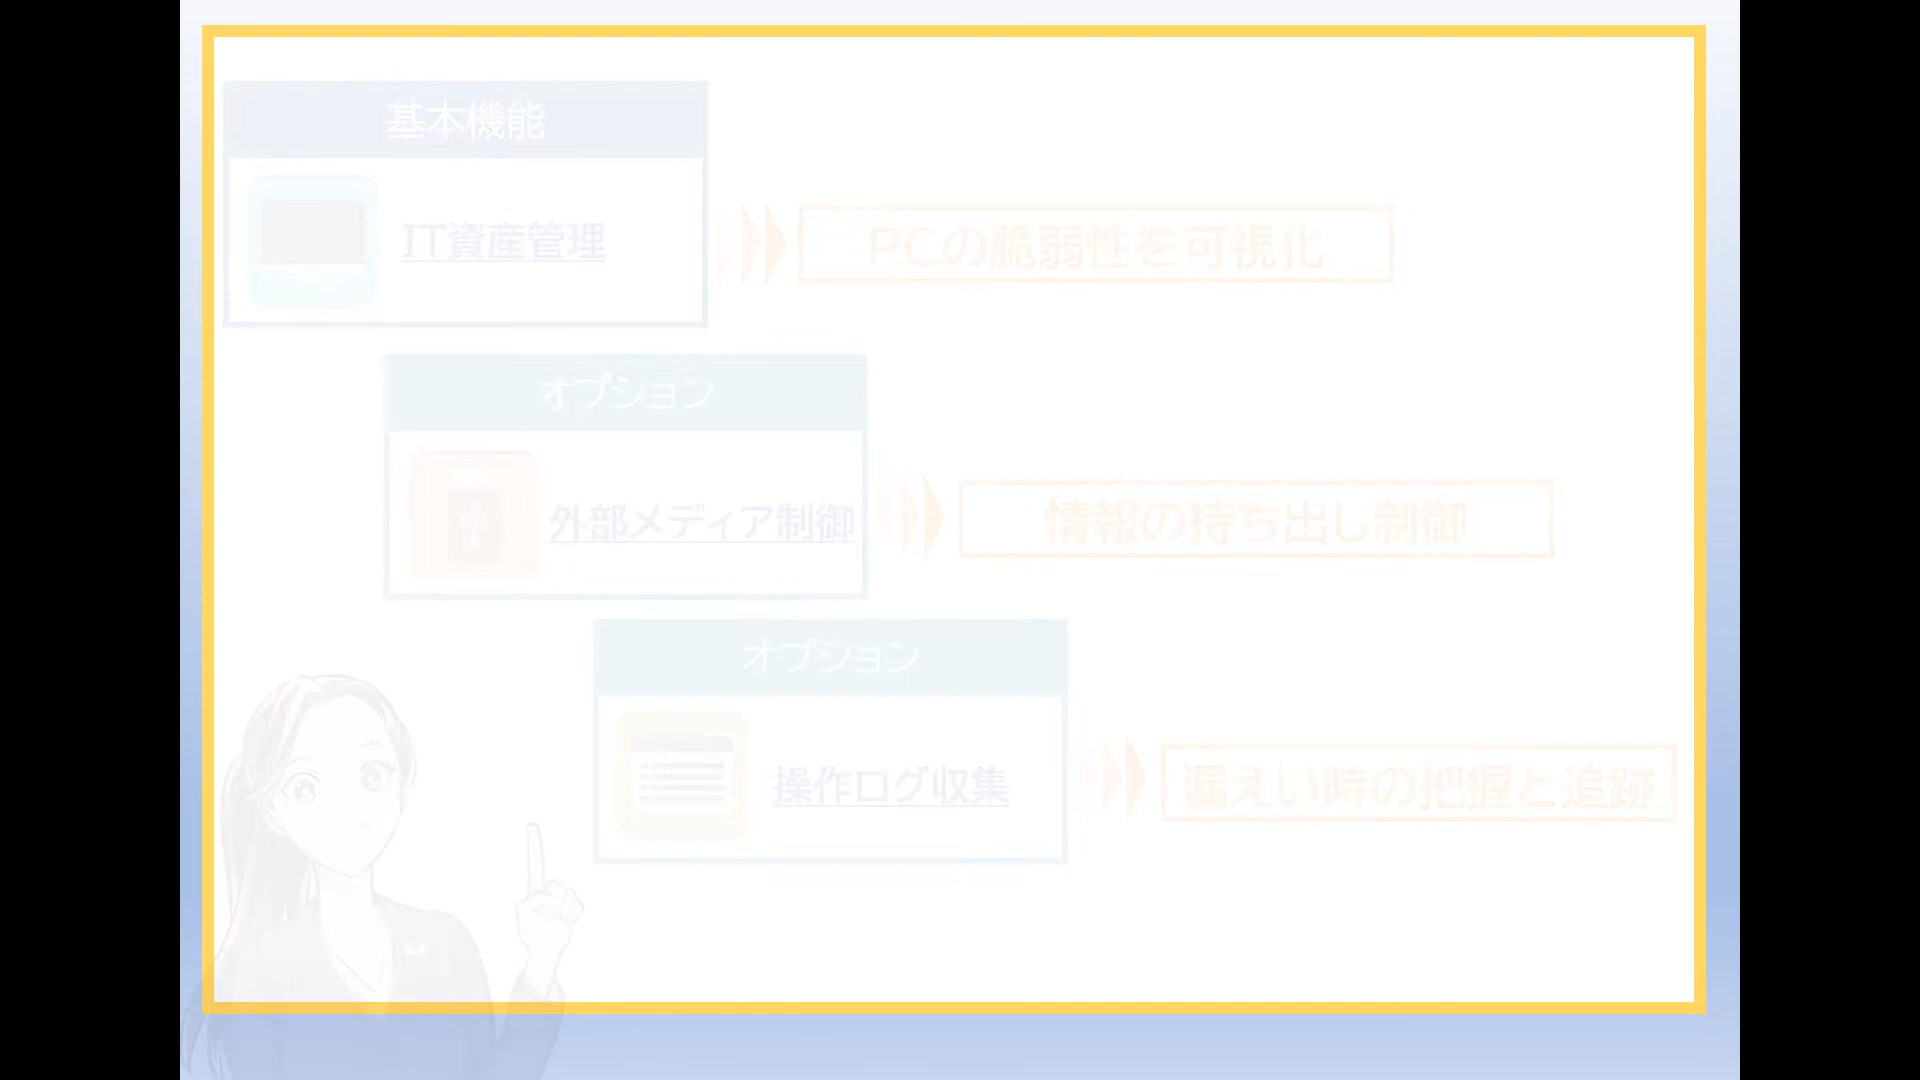 基本機能
IT資産管理
PCの脆弱性を可視化
オプション
外部メディア制御
情報の持ち出し制御
オプション
操作ログ収集
漏えい時の把握と追跡